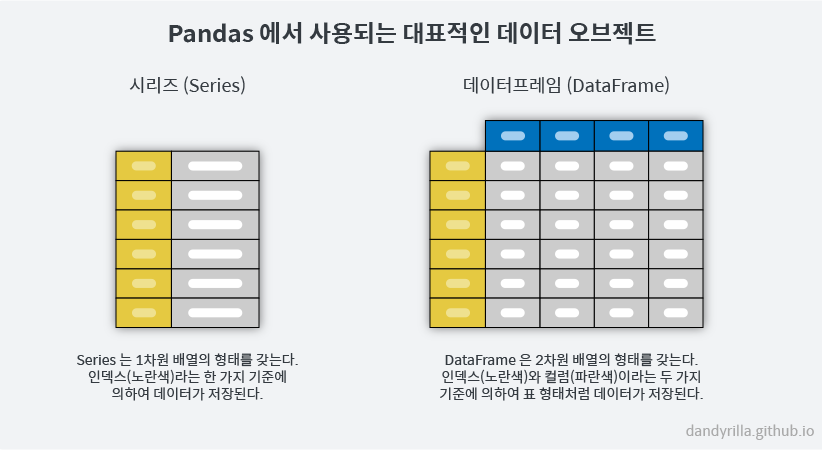 Pandas 에서 사용되는 대표적인 데이터 오브젝트
시리즈 (Series)
데이터프레임 (DataFrame)
Series 는 1차원 배열의 형태를 갖는다.
인덱스(노란색)라는 한 가지 기준에
의하여 데이터가 저장된다.
DataFrame 은 2차원 배열의 형태를 갖는다.
인덱스(노란색)와 컬럼(파란색)이라는 두 가지
기준에 의하여 표 형태처럼 데이터가 저장된다.
dandyrilla.github.io